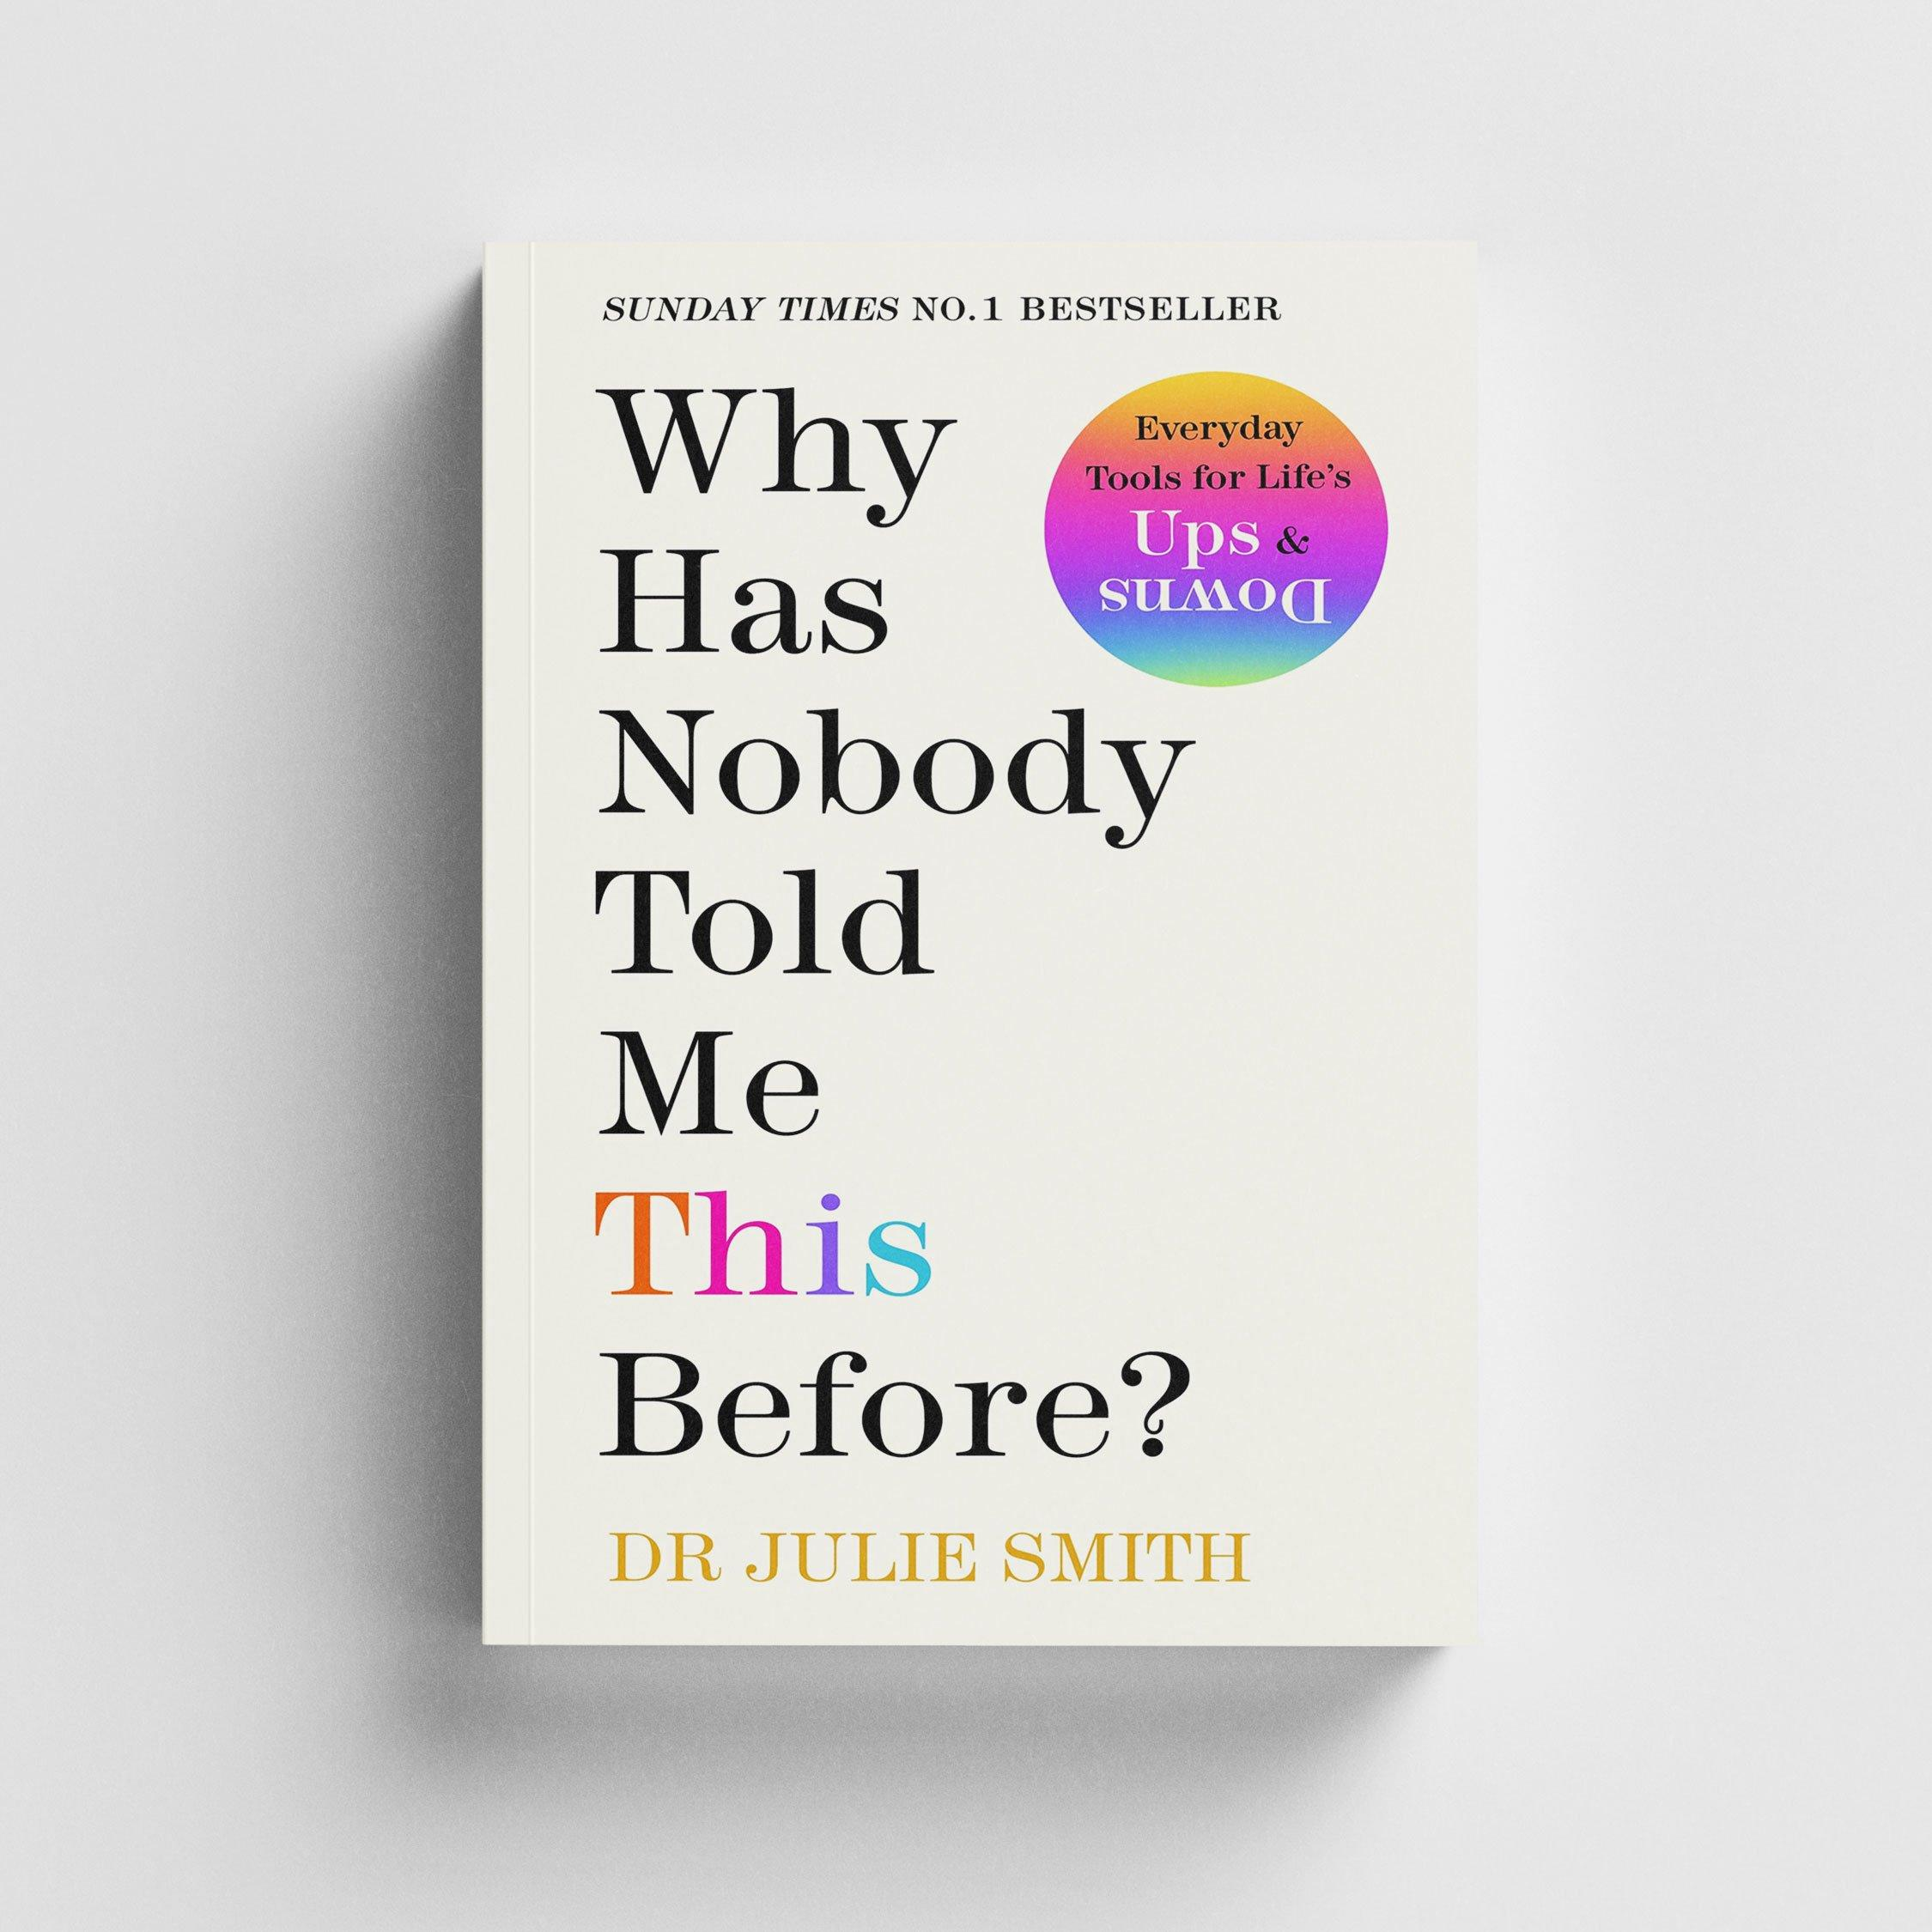 SUNDAY TIMES NO.1 BESTSELLER
Why
Has
Nobody
Told
Me
This
Before?
Everyday
Tools for Life's
Ups &
Downs
DR JULIE SMITH